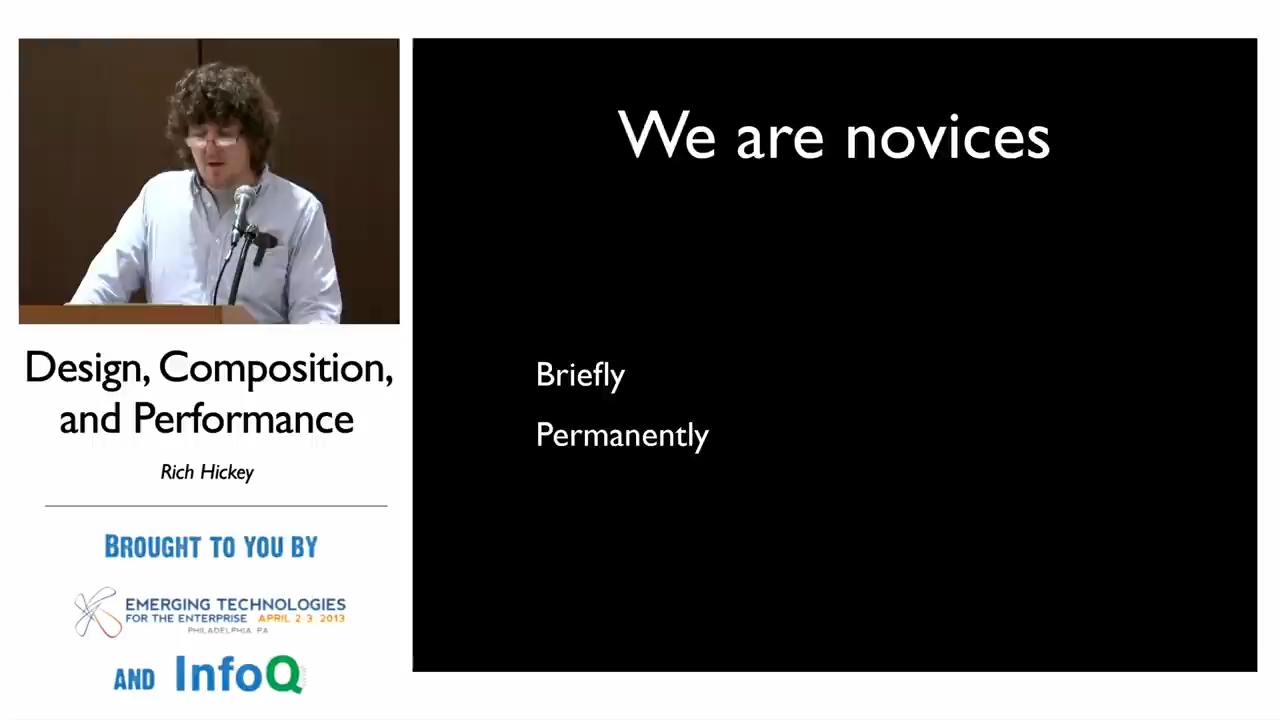 We are novices
Briefly
Permanently
Design, Composition,
and Performance
Rich Hickey
BROUGHT TO YOU BY
EMERGING TECHNOLOGIES
FOR THE ENTERPRISE APRIL 2-3 2013
PHILADELPHIA, PA
AND InfoQ